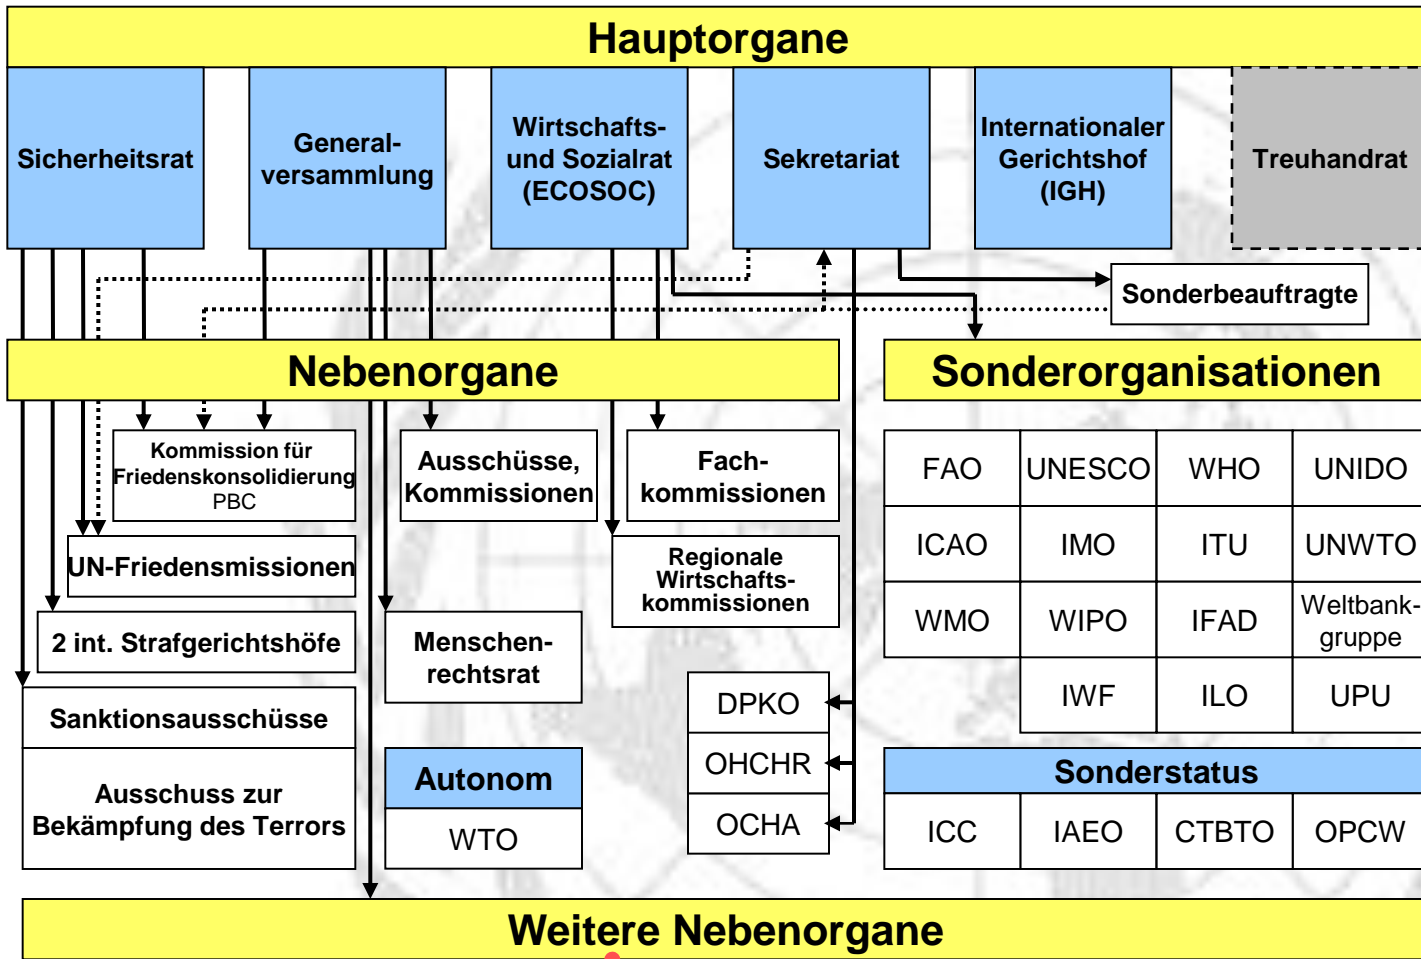 Hauptorgane
Sicherheitsrat
General-
versammlung
Wirtschafts-
und Sozialrat
(ECOSOC)
Sekretariat
Internationaler
Gerichtshof
(IGH)
Treuhandrat
Sonderbeauftragte
Nebenorgane
Sonderorganisationen
Kommission für
Friedenskonsolidierung
PBC
Ausschüsse,
Kommissionen
Fach-
kommissionen
UN-Friedensmissionen
Regionale
Wirtschafts-
kommissionen
2 int. Strafgerichtshöfe
Menschen-
rechtsrat
Sanktionsausschüsse
Ausschuss zur
Bekämpfung des Terrors
Autonom
WTO
DPKO
OHCHR
OCHA
FAO UNESCO WHO UNIDO
ICAO IMO ITU UNWTO
WMO WIPO IFAD Weltbank-
gruppe
IWF ILO UPU
Sonderstatus
ICC IAEO CTBTO OPCW
Weitere Nebenorgane